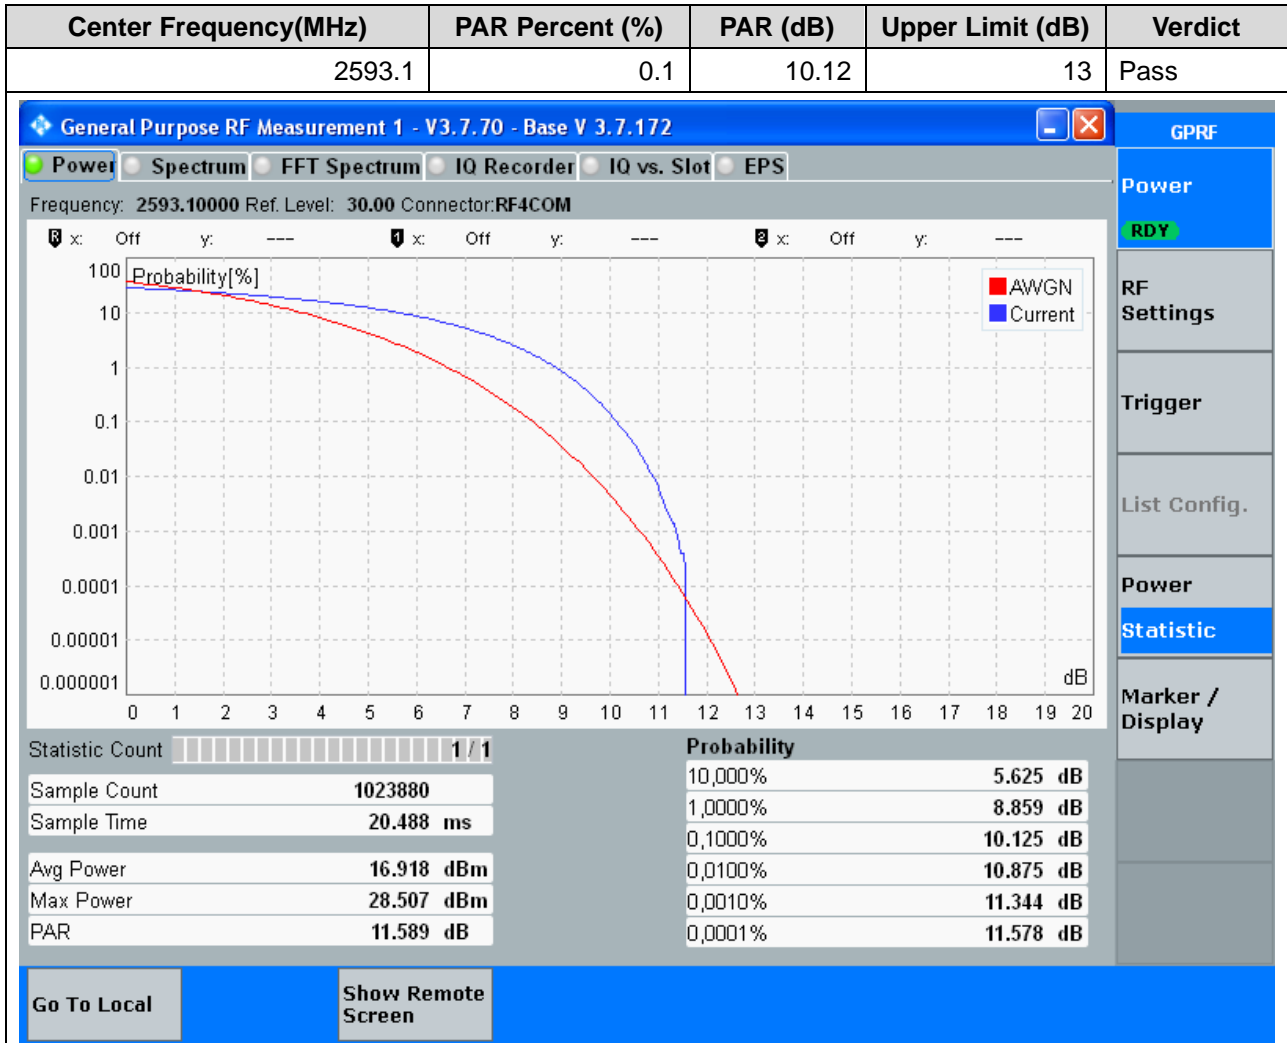 Center Frequency(MHz) PAR Percent (%) PAR (dB) Upper Limit (dB) Verdict
2593.1 0.1 10.12 13 Pass
General Purpose RF Measurement 1 - V3.7.70 - Base V 3.7.172
GPRF
Power Spectrum FFT Spectrum IQ Recorder IQ vs. Slot EPS
Power
RDY
Frequency: 2593.10000 Ref. Level: 30.00 Connector:RF4COM
R x: Off y: --- 1 x: Off y: --- 2 x: Off y: ---
100 Probability[%]
AWGN
Current
10
1
0.1
0.01
0.001
0.0001
0.00001
0.000001
dB
0 1 2 3 4 5 6 7 8 9 10 11 12 13 14 15 16 17 18 19 20
RF
Settings
Trigger
List Config.
Power
Statistic
Marker /
Display
Statistic Count 1 / 1
Sample Count 1023880
Sample Time 20.488 ms
Avg Power 16.918 dBm
Max Power 28.507 dBm
PAR 11.589 dB
Probability
10,000% 5.625 dB
1,0000% 8.859 dB
0,1000% 10.125 dB
0,0100% 10.875 dB
0,0010% 11.344 dB
0,0001% 11.578 dB
Go To Local
Show Remote
Screen